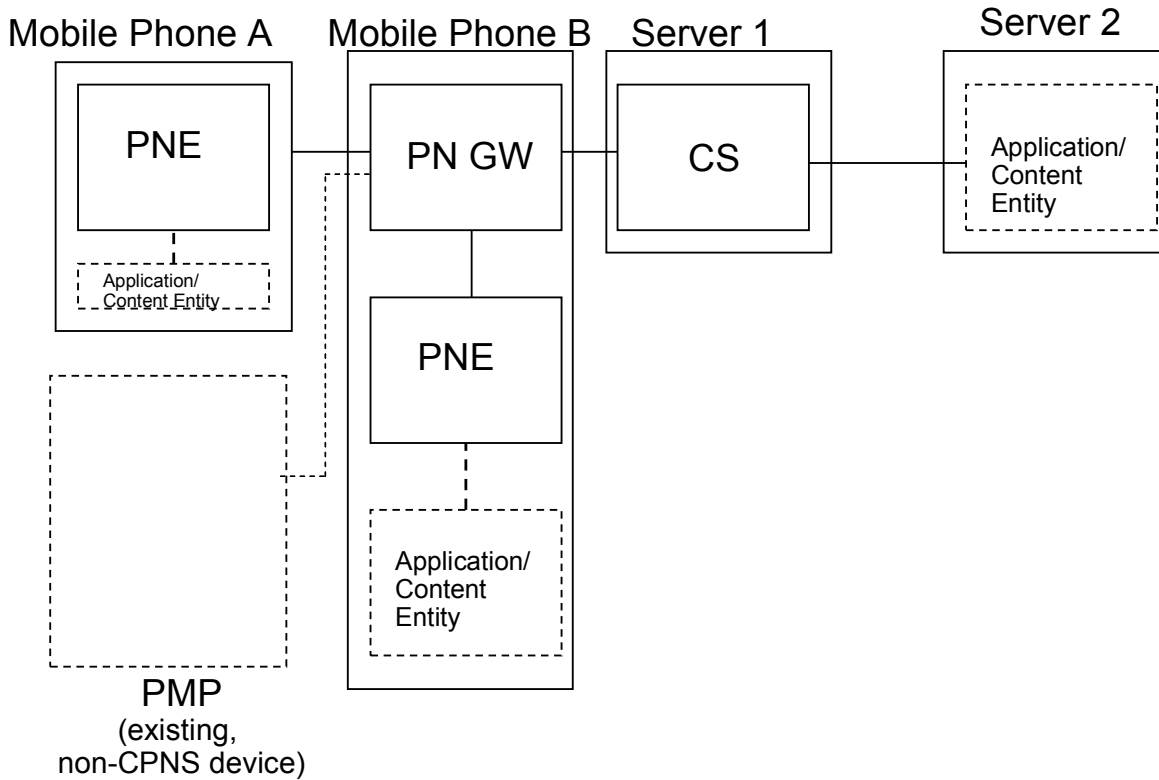 Mobile Phone A
Mobile Phone B
Server 1
Server 2
PNE
PN GW
CS
Application/
Content
Entity
Application/
Content Entity
PNE
Application/
Content
Entity
PMP
(existing,
non-CPNS device)